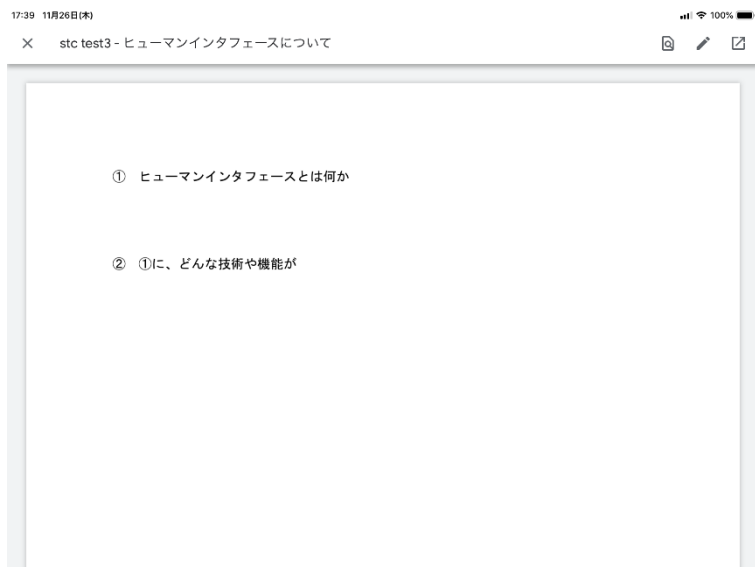 17:39 11月26日(木)
100%
stc test3 - ヒューマンインタフェースについて
① ヒューマンインタフェースとは何か
② ①に、どんな技術や機能が